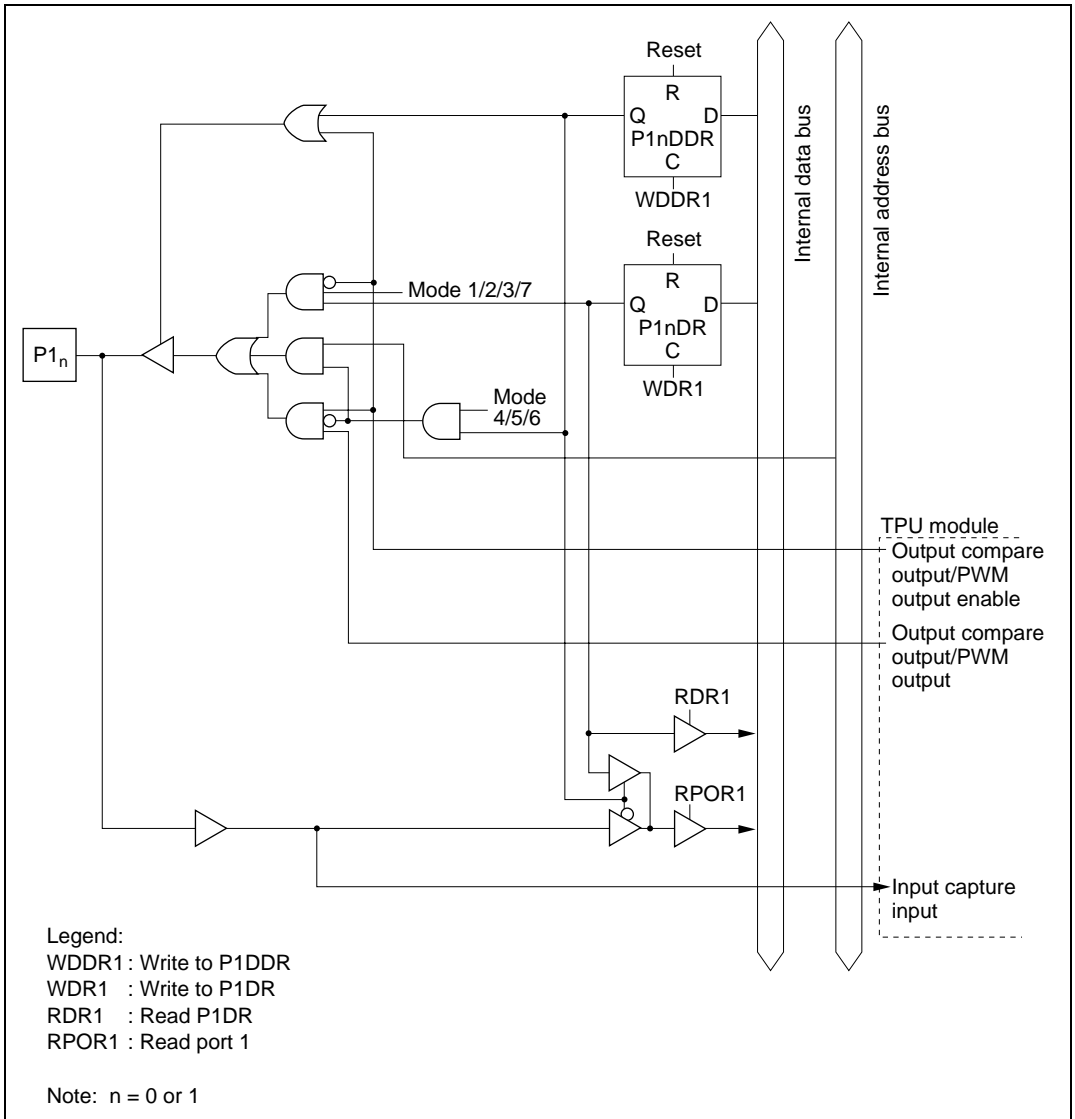 Reset
R
Q D
P1nDDR
C
WDDR1
Reset
R
Q D
P1nDR
C
WDR1
Internal data bus
Internal address bus
Mode 1/2/3/7
P1n
Mode
4/5/6
TPU module
Output compare
output/PWM
output enable
Output compare
output/PWM
output
RDR1
RPOR1
Input capture
input
Legend:
WDDR1 : Write to P1DDR
WDR1 : Write to P1DR
RDR1 : Read P1DR
RPOR1 : Read port 1
Note: n = 0 or 1